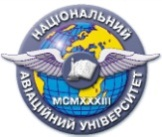 НАЦІОНАЛЬНИЙ
АВІАЦІЙНИЙ УНІВЕРСИТЕТ
MCMXXXIII